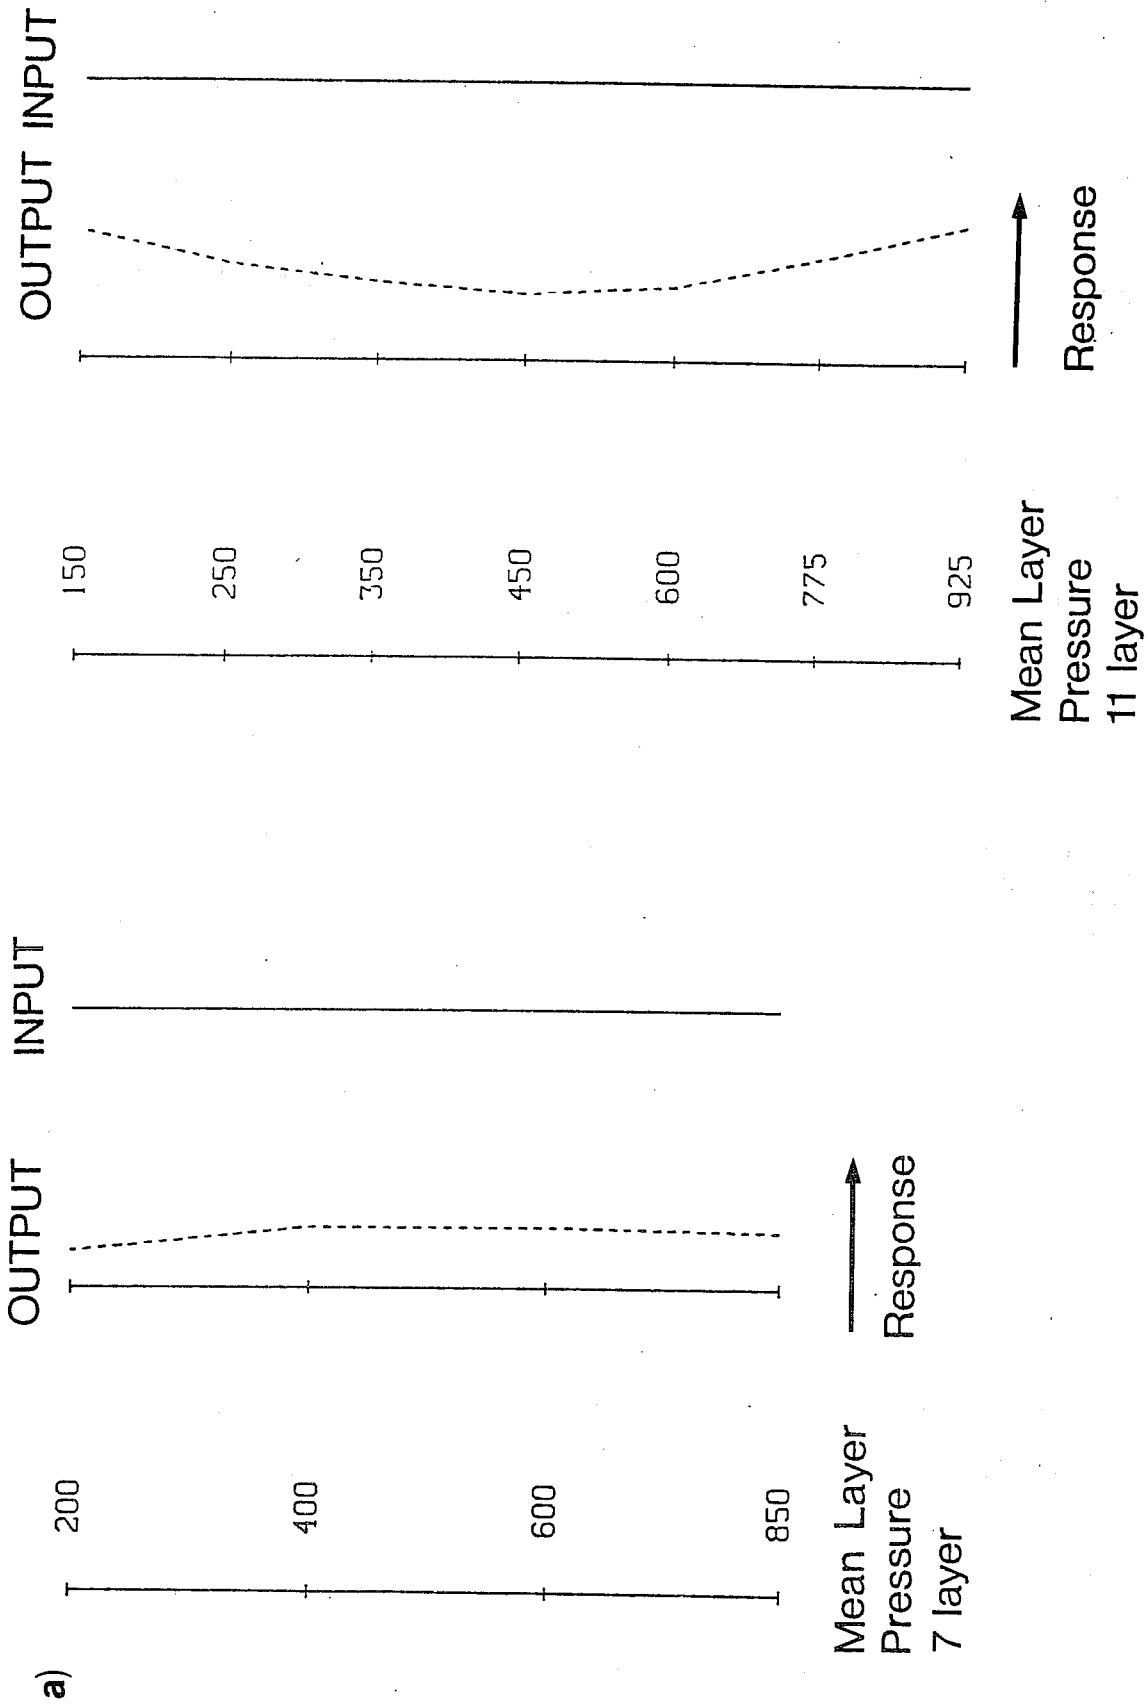 a)
OUTPUT INPUT
200
400
600
850
Mean Layer
Pressure
7 layer
Response
OUTPUT INPUT
150
250
350
450
600
775
925
Mean Layer
Pressure
11 layer
Response